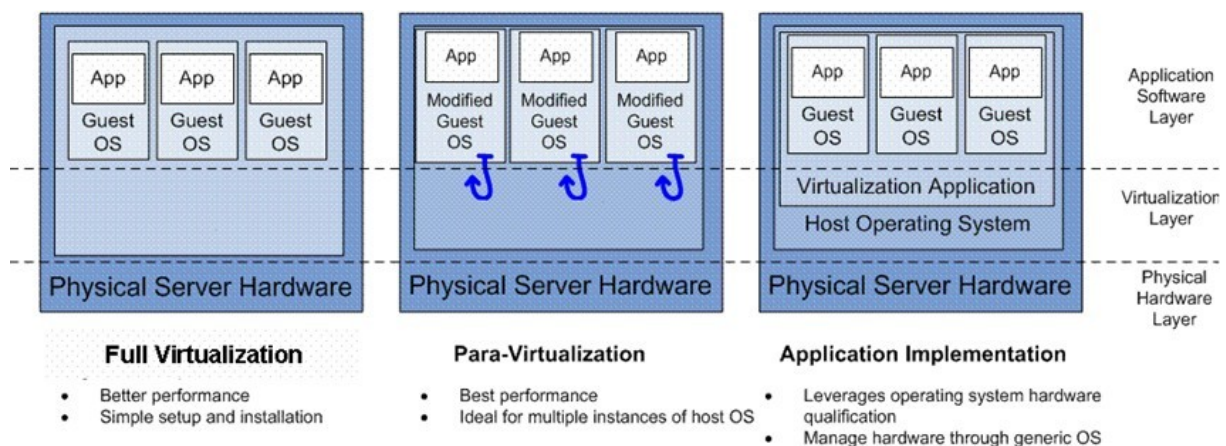 App
App
App
Guest
OS
Guest
OS
Guest
OS
Physical Server Hardware
App
App
App
Modified
Guest
OS
Modified
Guest
OS
Modified
Guest
OS
Physical Server Hardware
App
App
App
Guest
OS
Guest
OS
Guest
OS
Virtualization Application
Host Operating System
Physical Server Hardware
Application
Software
Layer
Virtualization
Layer
Physical
Hardware
Layer
Full Virtualization
• Better performance
• Simple setup and installation
Para-Virtualization
• Best performance
• Ideal for multiple instances of host OS
Application Implementation
• Leverages operating system hardware
qualification
• Manage hardware through generic OS